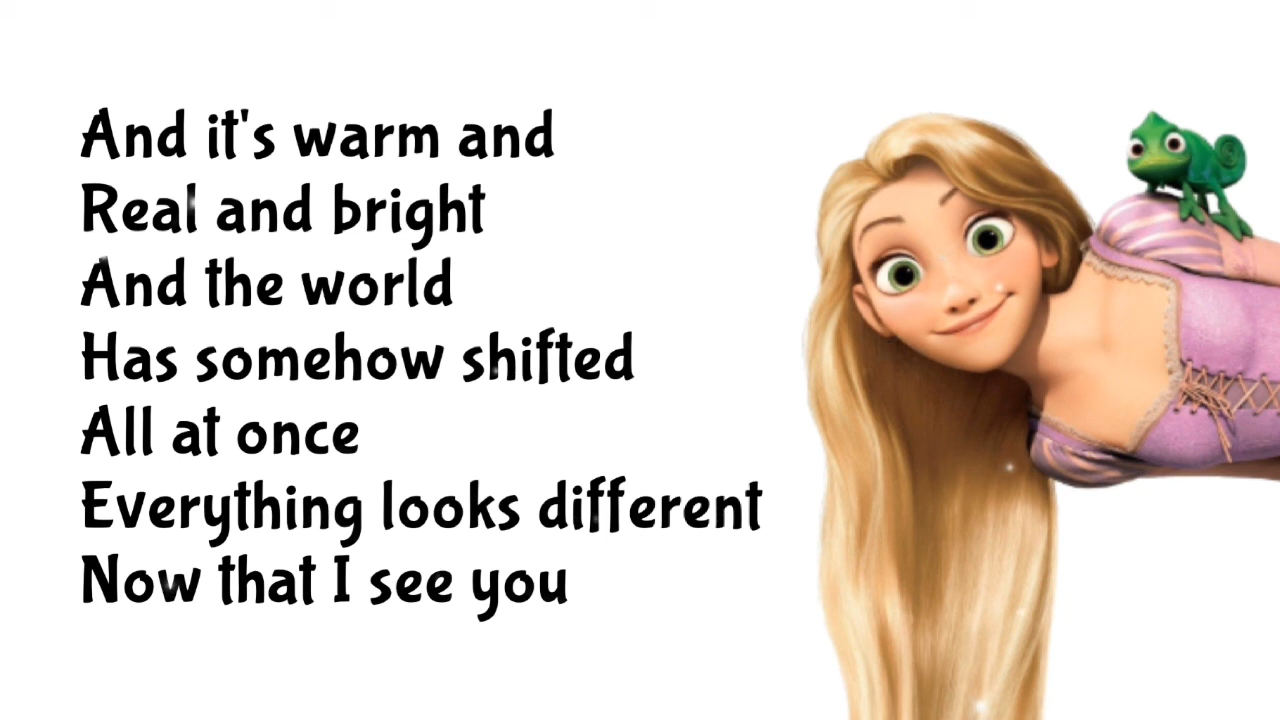 And it's warm and
Real and bright
And the world
Has somehow shifted
All at once
Everything looks different
Now that I see you